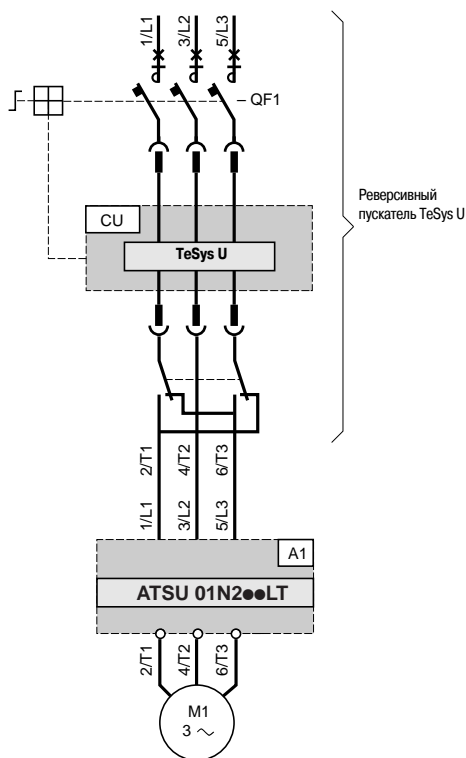 1/L1
3/L2
5/L3
QF1
Реверсивный
пускатель TeSys U
CU
TeSys U
2/T1
4/T2
6/T3
1/L1
3/L2
5/L3
A1
ATSU 01N2●●LT
2/T1
4/T2
6/T3
M1
3 ~